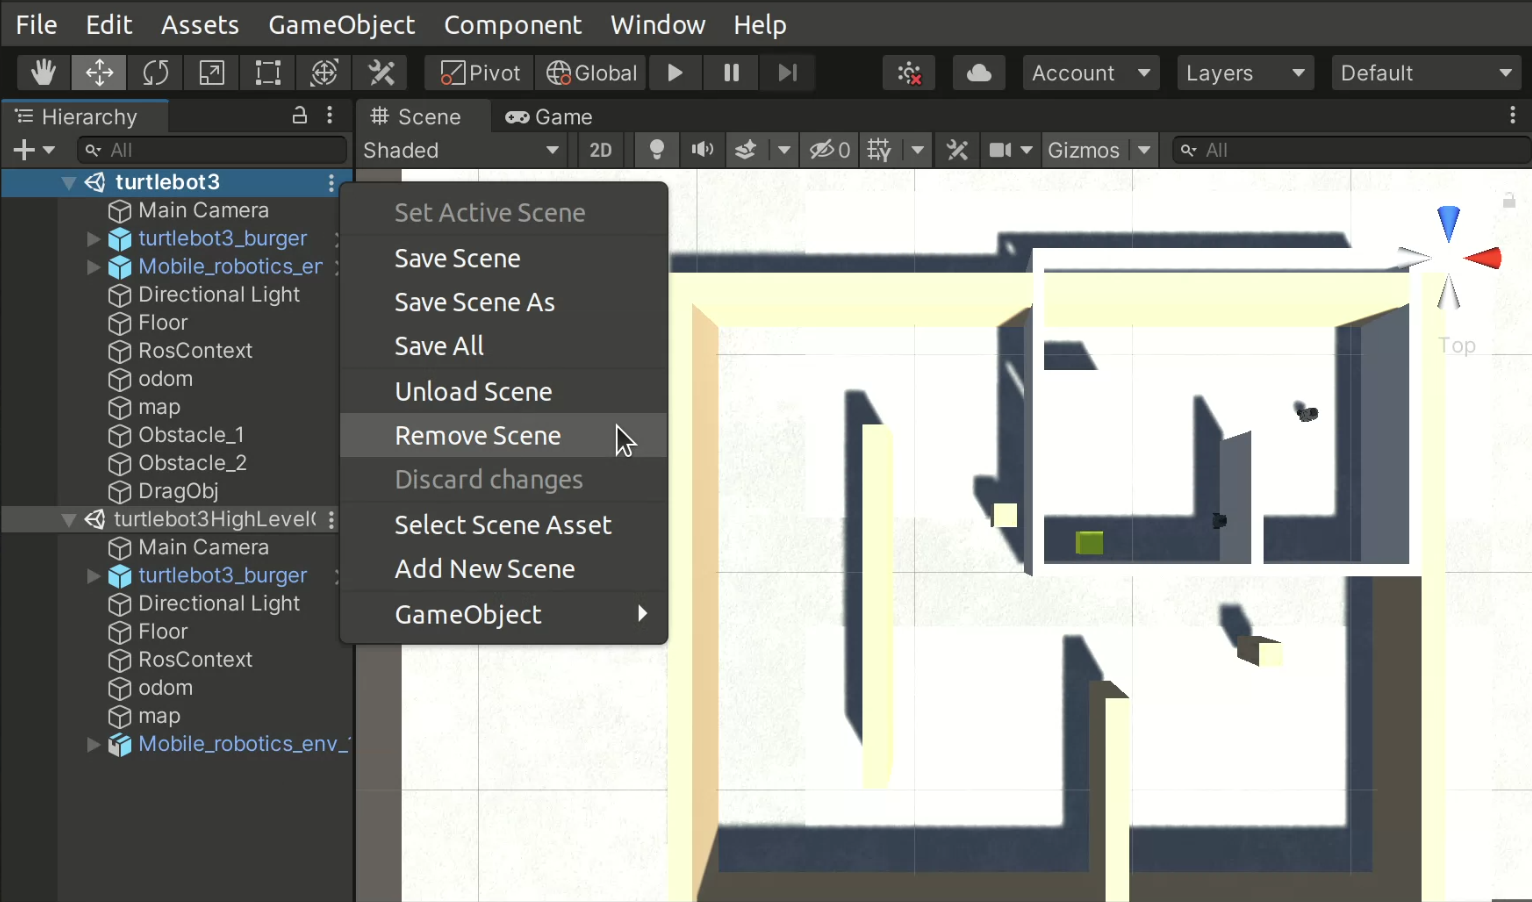 File Edit Assets GameObject Component Window Help
Pivot Global Account Layers Default
Hierarchy Scene Game
All Shaded 2D 0 Gizmos All
turtlebot3
Main Camera
turtlebot3_burger
Mobile_robotics_er
Directional Light
Floor
RosContext
odom
map
Obstacle_1
Obstacle_2
DragObj
turtlebot3HighLevel(
Main Camera
turtlebot3_burger
Directional Light
Floor
RosContext
odom
map
Mobile_robotics_env_
Set Active Scene
Save Scene
Save Scene As
Save All
Unload Scene
Remove Scene
Discard changes
Select Scene Asset
Add New Scene
GameObject
Top